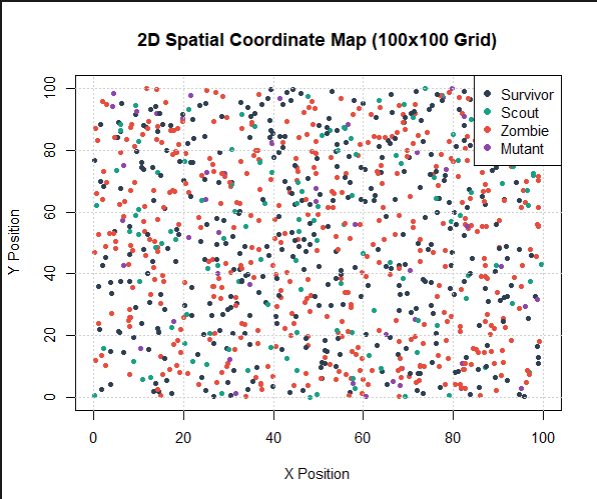 2D Spatial Coordinate Map (100x100 Grid)
Survivor
Scout
Zombie
Mutant
Y Position
100
80
60
40
20
0
0 20 40 60 80 100
X Position